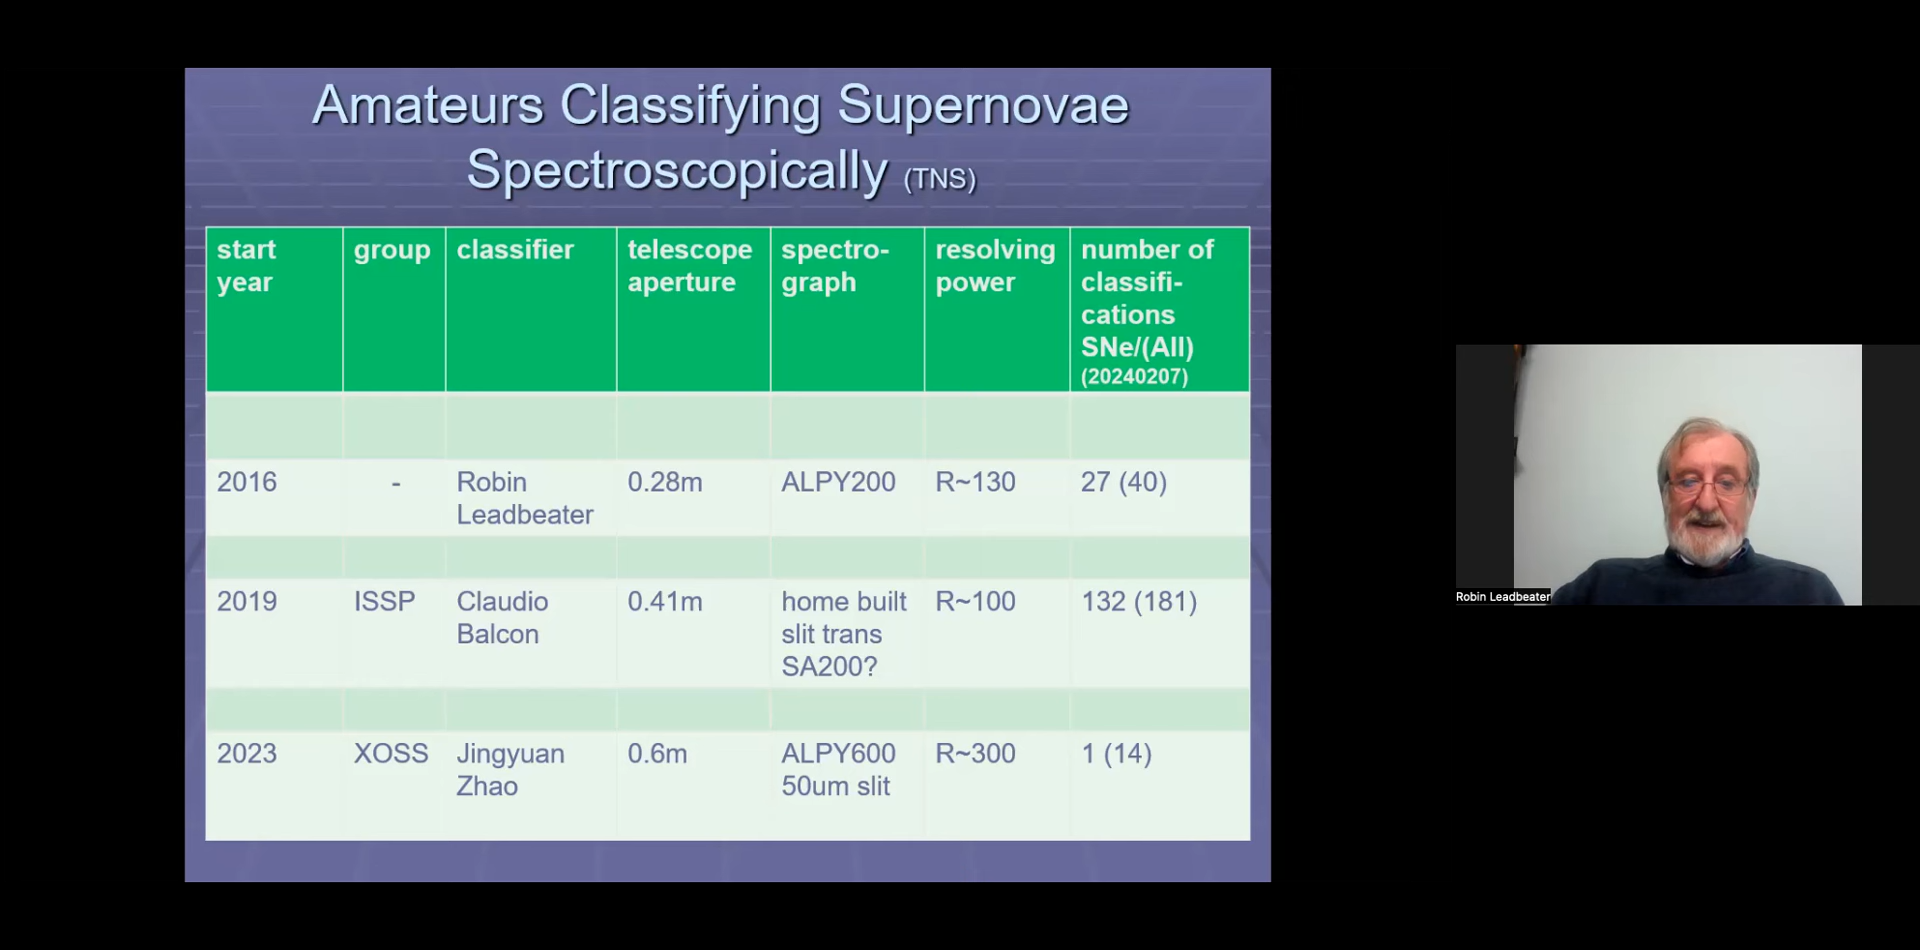 Amateurs Classifying Supernovae
Spectroscopically (TNS)
start year
group
classifier
telescope aperture
spectro-
graph
resolving power
number of
classifi-
cations
SNe/(All)
(20240207)
2016
-
Robin
Leadbeater
0.28m
ALPY200
R~130
27 (40)
2019
ISSP
Claudio
Balcon
0.41m
home built
slit trans
SA200?
R~100
132 (181)
2023
XOSS
Jingyuan
Zhao
0.6m
ALPY600
50um slit
R~300
1 (14)
Robin Leadbeater